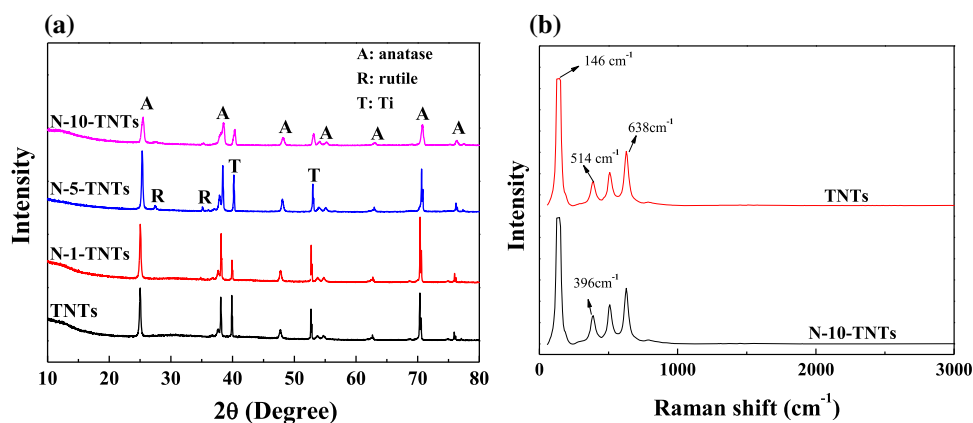 (a)
A: anatase
R: rutile
T: Ti
N-10-TNTs
A
A
A
A
A
A
A
N-5-TNTs
R
R
T
T
N-1-TNTs
TNTs
Intensity
10 20 30 40 50 60 70 80
2θ (Degree)
(b)
146 cm⁻¹
514 cm⁻¹
638cm⁻¹
TNTs
396cm⁻¹
N-10-TNTs
Intensity
0 1000 2000 3000
Raman shift (cm⁻¹)